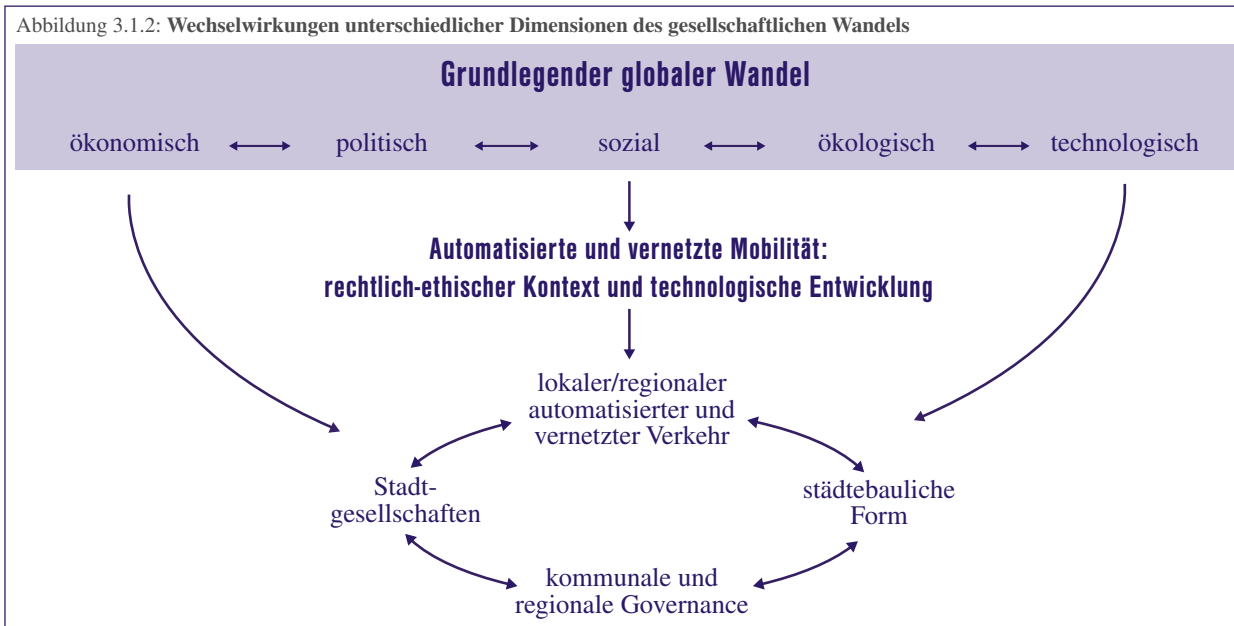 Abbildung 3.1.2: Wechselwirkungen unterschiedlicher Dimensionen des gesellschaftlichen Wandels
Grundlegender globaler Wandel
ökonomisch politisch sozial ökologisch technologisch
Automatisierte und vernetzte Mobilität:
rechtlich-ethischer Kontext und technologische Entwicklung
lokaler/regionaler
automatisierter und
vernetzter Verkehr
Stadt-
gesellschaften
städtebauliche
Form
kommunale und
regionale Governance